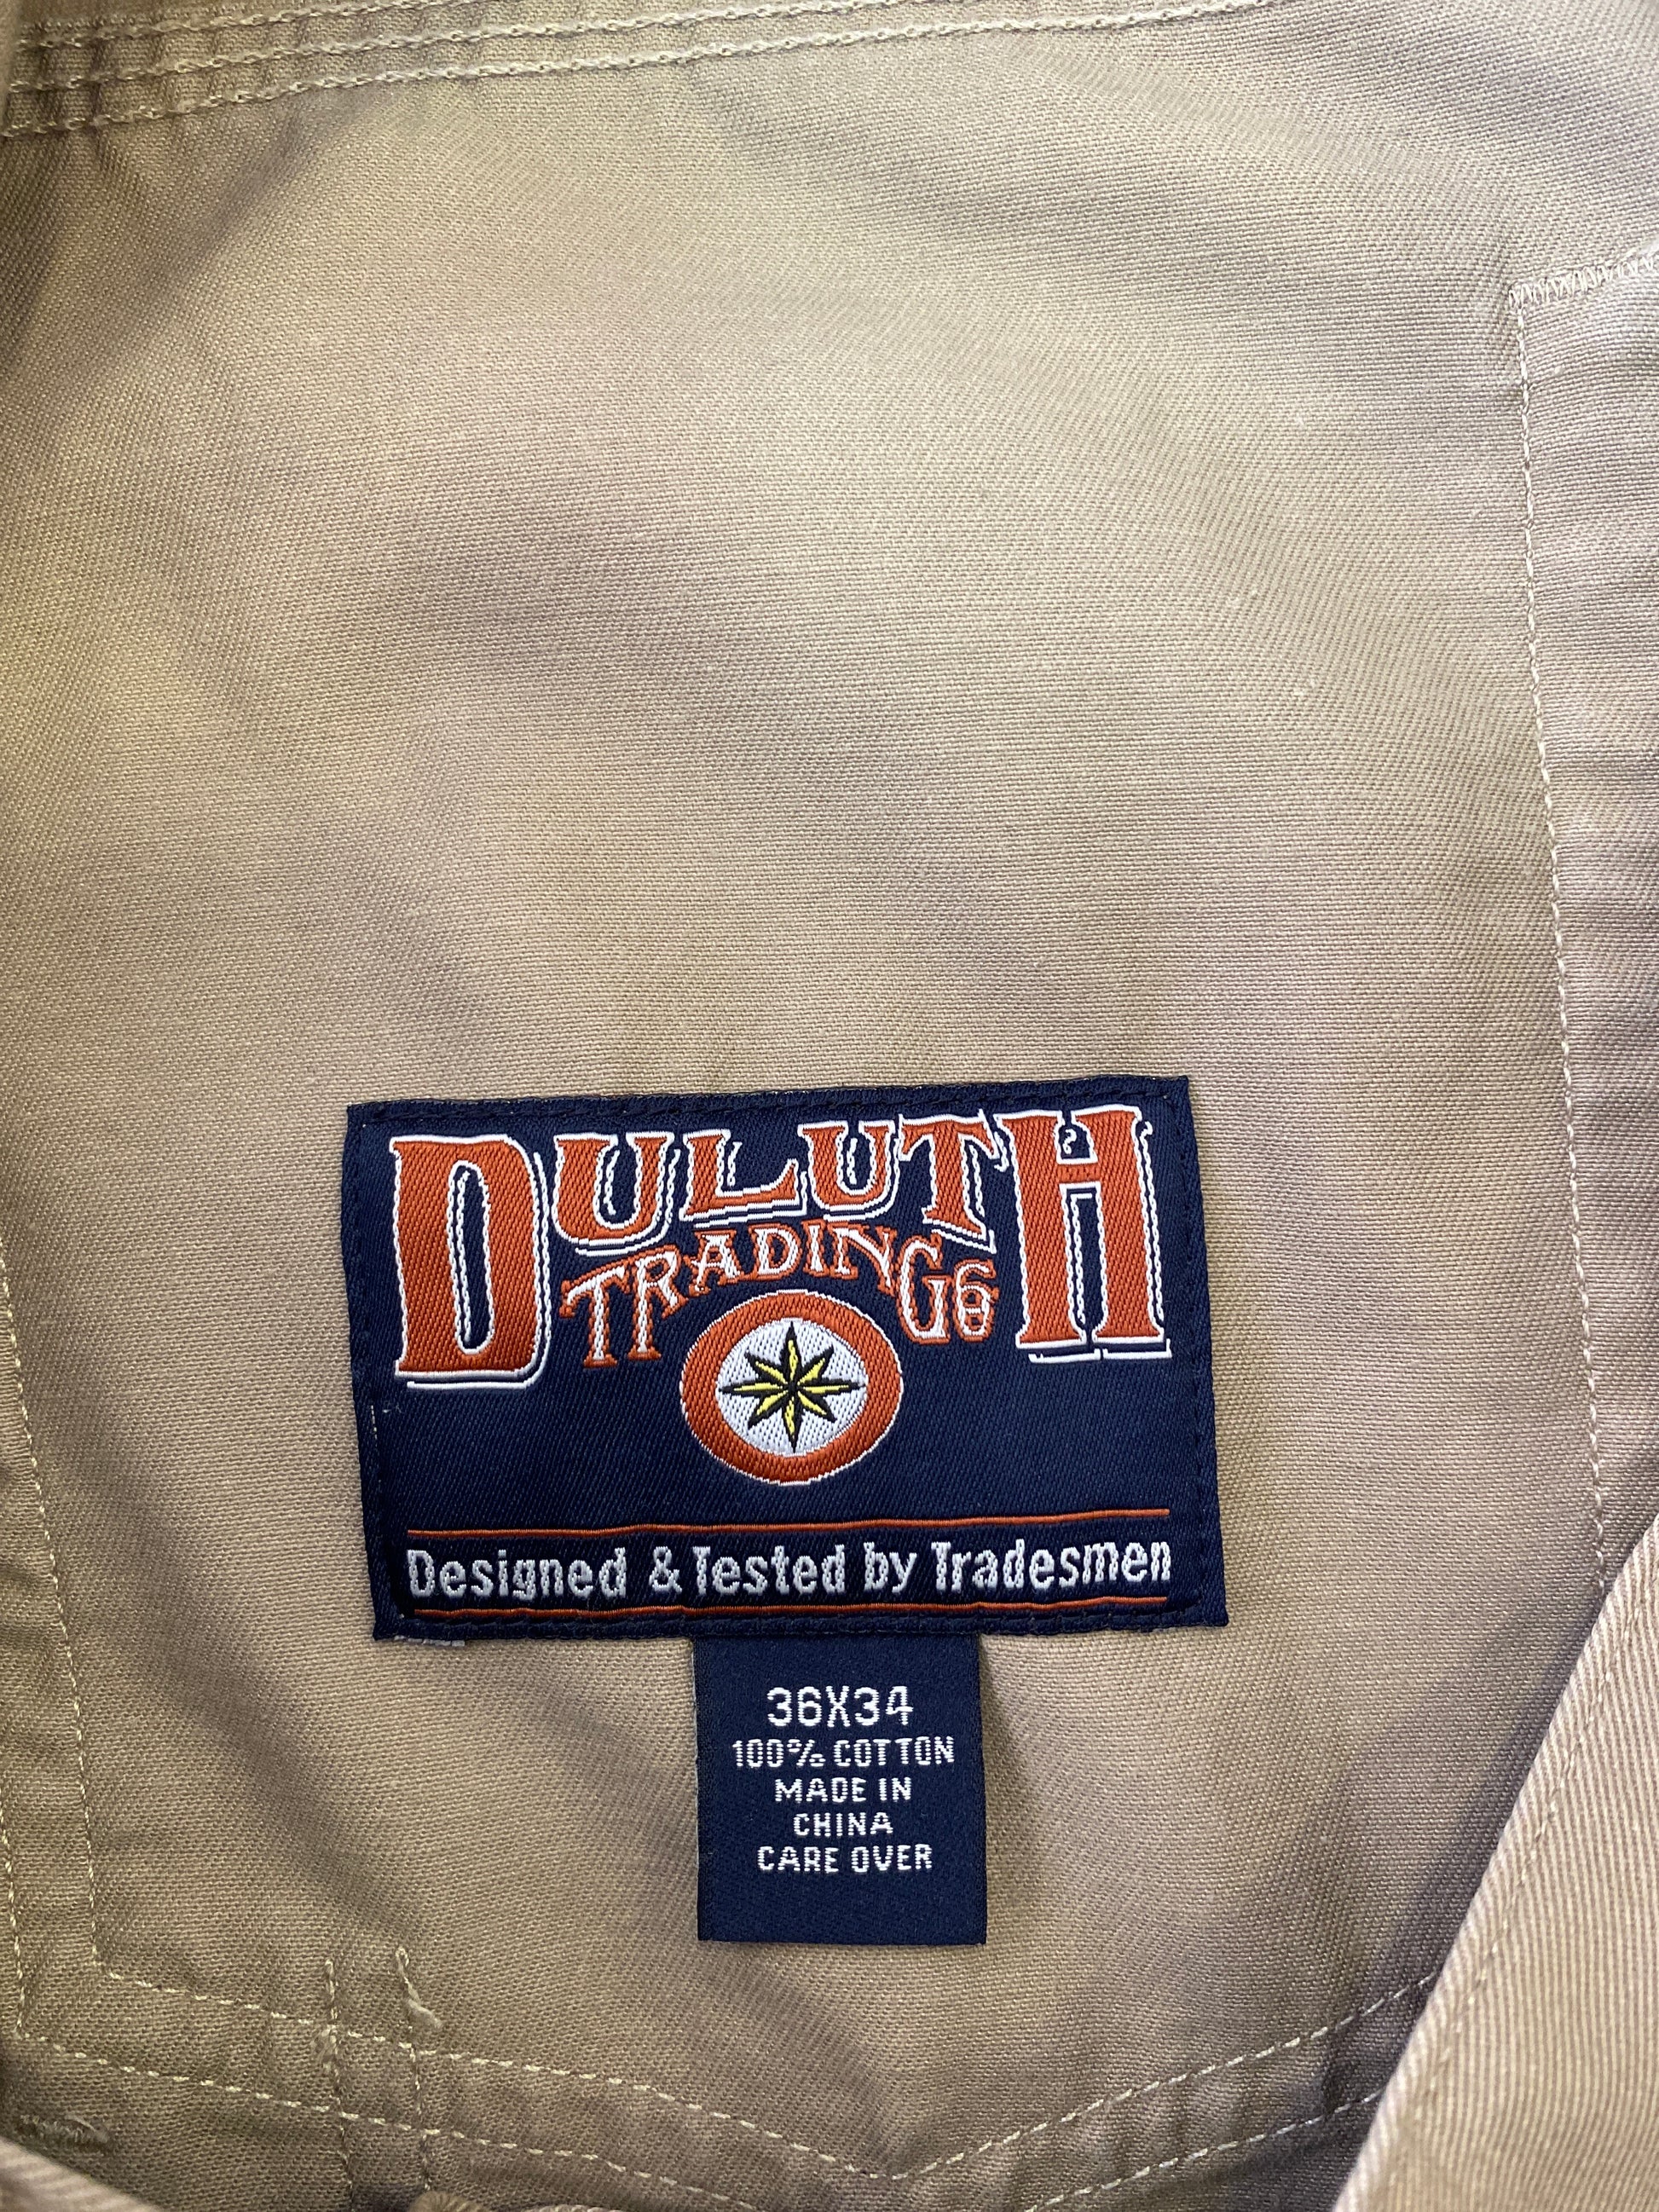 DULUTH
TRADING Co
Designed & Tested by Tradesmen
36X34
100% COTTON
MADE IN
CHINA
CARE OVER